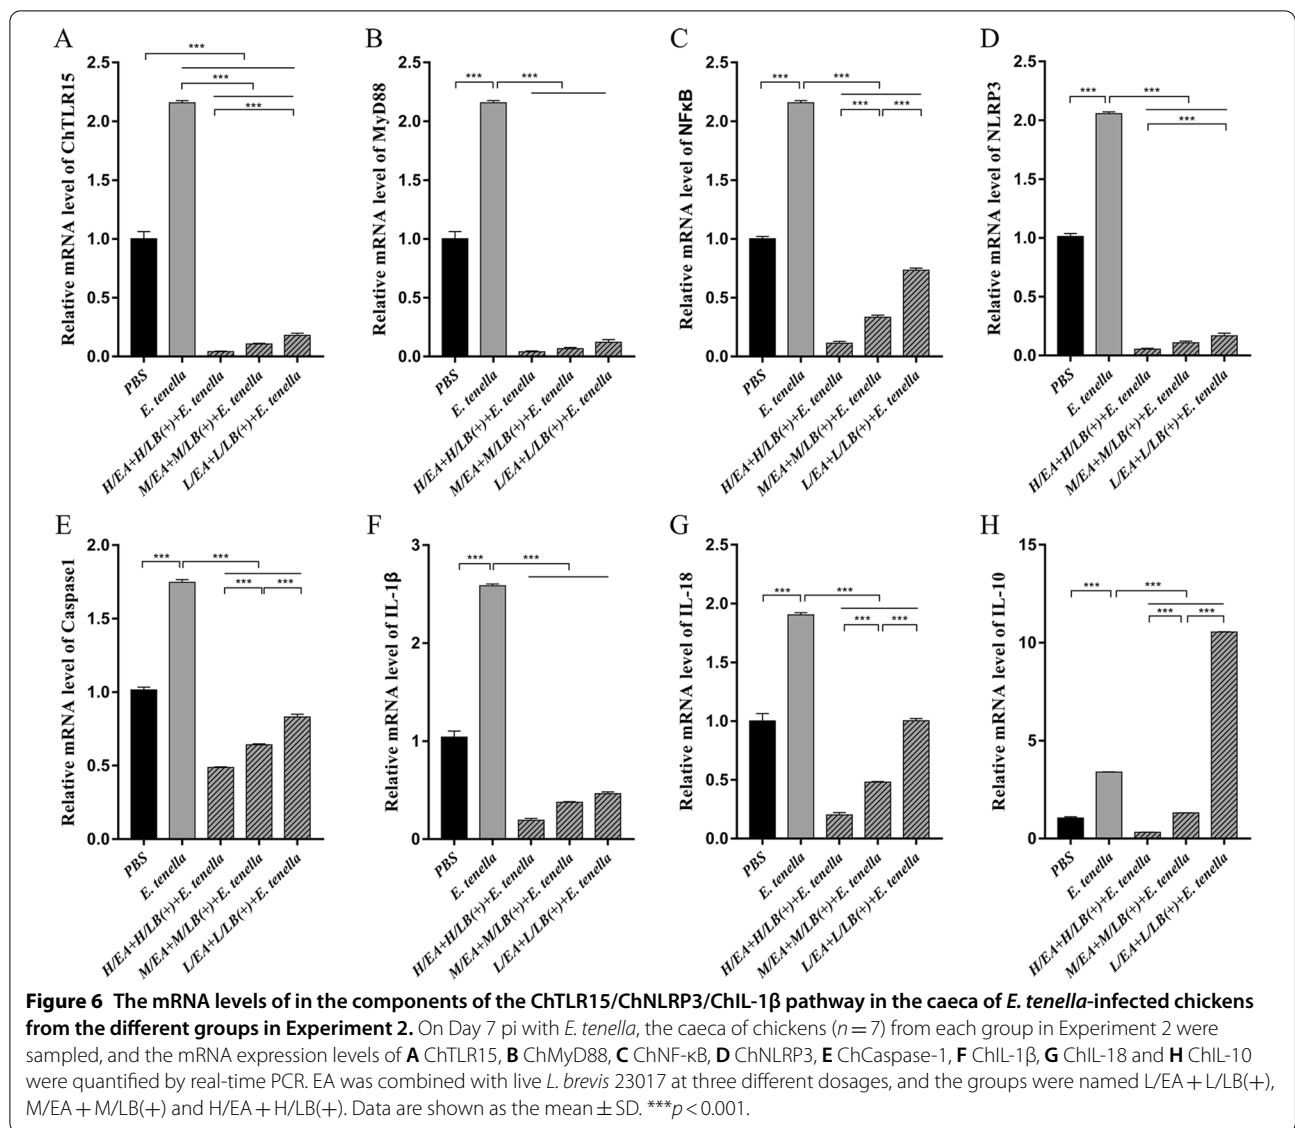 A
Relative mRNA level of ChTLR15
2.5
2.0
1.5
1.0
0.5
0.0
***
***
***
PBS
E. tenella
H/EA+H/LB(+)+E. tenella
M/EA+M/LB(+)+E. tenella
L/EA+L/LB(+)+E. tenella
B
Relative mRNA level of MyD88
2.5
2.0
1.5
1.0
0.5
0.0
***
***
PBS
E. tenella
H/EA+H/LB(+)+E. tenella
M/EA+M/LB(+)+E. tenella
L/EA+L/LB(+)+E. tenella
C
Relative mRNA level of NFκB
2.5
2.0
1.5
1.0
0.5
0.0
***
***
***
***
PBS
E. tenella
H/EA+H/LB(+)+E. tenella
M/EA+M/LB(+)+E. tenella
L/EA+L/LB(+)+E. tenella
D
Relative mRNA level of NLRP3
2.5
2.0
1.5
1.0
0.5
0.0
***
***
***
PBS
E. tenella
H/EA+H/LB(+)+E. tenella
M/EA+M/LB(+)+E. tenella
L/EA+L/LB(+)+E. tenella
E
Relative mRNA level of Caspase1
2.0
1.5
1.0
0.5
0.0
***
***
***
***
PBS
E. tenella
H/EA+H/LB(+)+E. tenella
M/EA+M/LB(+)+E. tenella
L/EA+L/LB(+)+E. tenella
F
Relative mRNA level of IL-1β
3
2
1
0
***
***
PBS
E. tenella
H/EA+H/LB(+)+E. tenella
M/EA+M/LB(+)+E. tenella
L/EA+L/LB(+)+E. tenella
G
Relative mRNA level of IL-18
2.5
2.0
1.5
1.0
0.5
0.0
***
***
***
***
PBS
E. tenella
H/EA+H/LB(+)+E. tenella
M/EA+M/LB(+)+E. tenella
L/EA+L/LB(+)+E. tenella
H
Relative mRNA level of IL-10
15
10
5
0
***
***
***
***
PBS
E. tenella
H/EA+H/LB(+)+E. tenella
M/EA+M/LB(+)+E. tenella
L/EA+L/LB(+)+E. tenella
Figure 6 The mRNA levels of in the components of the ChTLR15/ChNLRP3/ChIL-1β pathway in the caeca of E. tenella-infected chickens
from the different groups in Experiment 2. On Day 7 pi with E. tenella, the caeca of chickens (n = 7) from each group in Experiment 2 were
sampled, and the mRNA expression levels of A ChTLR15, B ChMyD88, C ChNF-κB, D ChNLRP3, E ChCaspase-1, F ChIL-1β, G ChIL-18 and H ChIL-10
were quantified by real-time PCR. EA was combined with live L. brevis 23017 at three different dosages, and the groups were named L/EA + L/LB(+),
M/EA + M/LB(+) and H/EA + H/LB(+). Data are shown as the mean ± SD. ***p < 0.001.